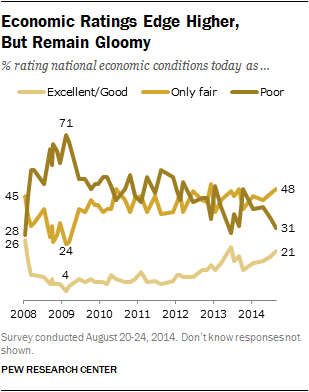 Economic Ratings Edge Higher,
But Remain Gloomy
% rating national economic conditions today as ...
Excellent/Good Only fair Poor
71
45
48
28
31
26
24
21
4
2008 2009 2010 2011 2012 2013 2014
Survey conducted August 20-24, 2014. Don't know responses not
shown.
PEW RESEARCH CENTER